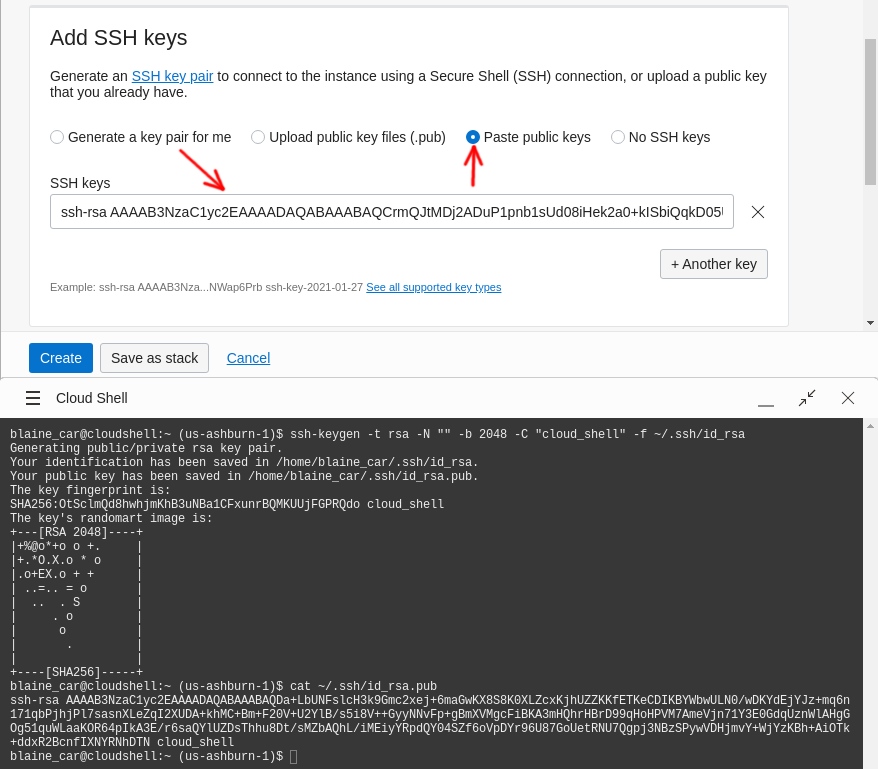 Add SSH keys
Generate an SSH key pair to connect to the instance using a Secure Shell (SSH) connection, or upload a public key
that you already have.
Generate a key pair for me Upload public key files (.pub) Paste public keys No SSH keys
SSH keys
ssh-rsa AAAAB3NzaC1yc2EAAAADAQABAAABAQCrmQJtMDj2ADuP1pnb1sUd08iHek2a0+kISbiQqkD05U
+ Another key
Example: ssh-rsa AAAAB3Nza...NWap6Prb ssh-key-2021-01-27 See all supported key types
Create Save as stack Cancel
Cloud Shell
blaine_car@cloudshell:~ (us-ashburn-1)$ ssh-keygen -t rsa -N "" -b 2048 -C "cloud_shell" -f ~/.ssh/id_rsa
Generating public/private rsa key pair.
Your identification has been saved in /home/blaine_car/.ssh/id_rsa.
Your public key has been saved in /home/blaine_car/.ssh/id_rsa.pub.
The key fingerprint is:
SHA256:OtSclmQd8hwhjmKhB3uNBa1CFxunrBQMKUUjFGPRQdo cloud_shell
The key's randomart image is:
+---[RSA 2048]----+
|+%@o*+o o +.     |
|+.*O.X.o * o     |
|.o+EX.o + +      |
| ..=.. = o       |
|  ..  . S        |
|     . o         |
|      o          |
|       .         |
|                 |
+----[SHA256]-----+
blaine_car@cloudshell:~ (us-ashburn-1)$ cat ~/.ssh/id_rsa.pub
ssh-rsa AAAAB3NzaC1yc2EAAAADAQABAAABAQDa+LbUNFslcH3k9Gmc2xej+6maGwKX8S8K0XLZcxKjhUZZKKfETKeCDIKBYWbwULN0/wDKYdEjYJz+mq6n
171qbPjhjPl7sasnXLeZqI2XUDA+khMC+Bm+F20V+U2YlB/s5i8V++GyyNNvFp+gBmXVMgcFiBKA3mHQhrHBrD99qHoHPVM7AmeVjn71Y3E0GdqUznWlAHgG
Og51quWLaaKOR64pIkA3E/r6saQYlUZDsThhu8Dt/sMZbAQhL/iMEiyYRpdQY04SZf6oVpDYr96U87GoUetRNU7Qgpj3NBzSPywVDHjmvY+WjYzKBh+AiOTk
+ddxR2BcnfIXNYRNhDTN cloud_shell
blaine_car@cloudshell:~ (us-ashburn-1)$